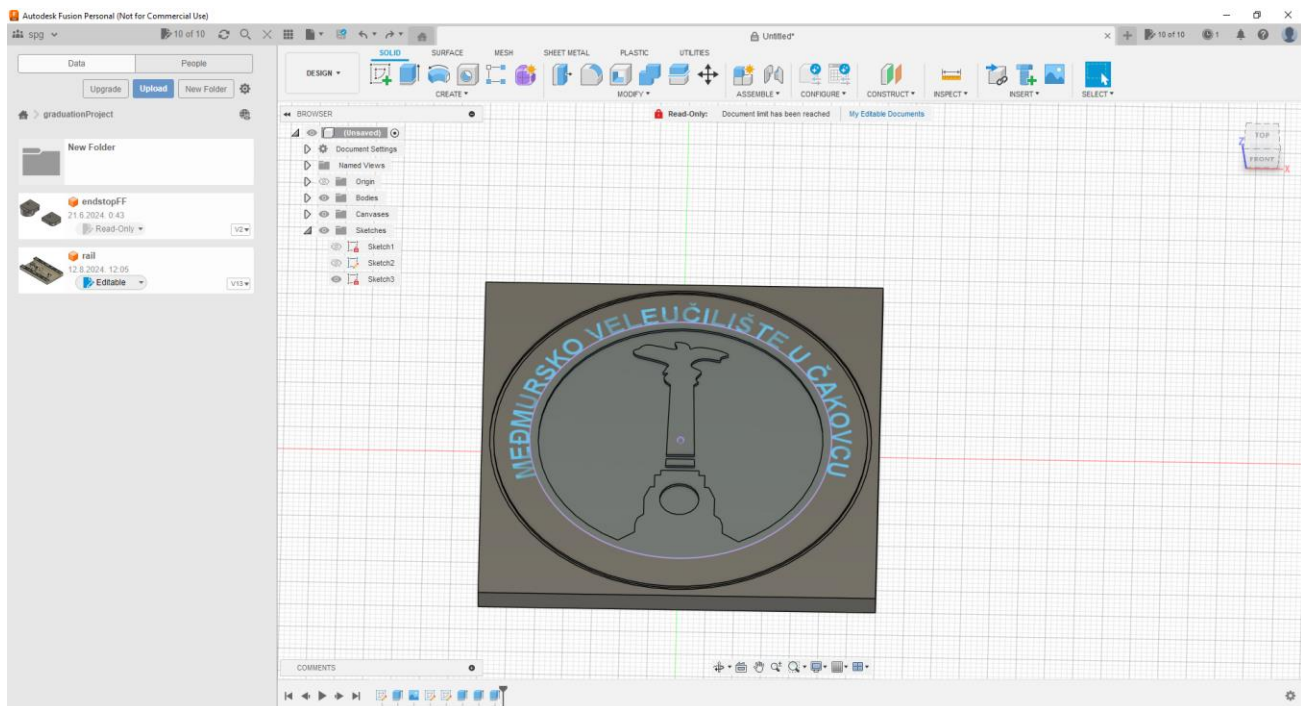 Autodesk Fusion Personal (Not for Commercial Use)
spg
10 of 10
Untitled*
10 of 10
1
Data
People
Upgrade
Upload
New Folder
graduationProject
New Folder
endstopFF
21.6.2024. 0:43
Read-Only
V2
rail
12.8.2024. 12:05
Editable
V13
DESIGN
SOLID
SURFACE
MESH
SHEET METAL
PLASTIC
UTILITIES
CREATE
MODIFY
ASSEMBLE
CONFIGURE
CONSTRUCT
INSPECT
INSERT
SELECT
BROWSER
Read-Only: Document limit has been reached
My Editable Documents
(Unsaved)
Document Settings
Named Views
Origin
Bodies
Canvases
Sketches
Sketch1
Sketch2
Sketch3
TOP
FRONT
Z
X
MEĐIMURSKO VELEUČILIŠTE U ČAKOVCU
COMMENTS